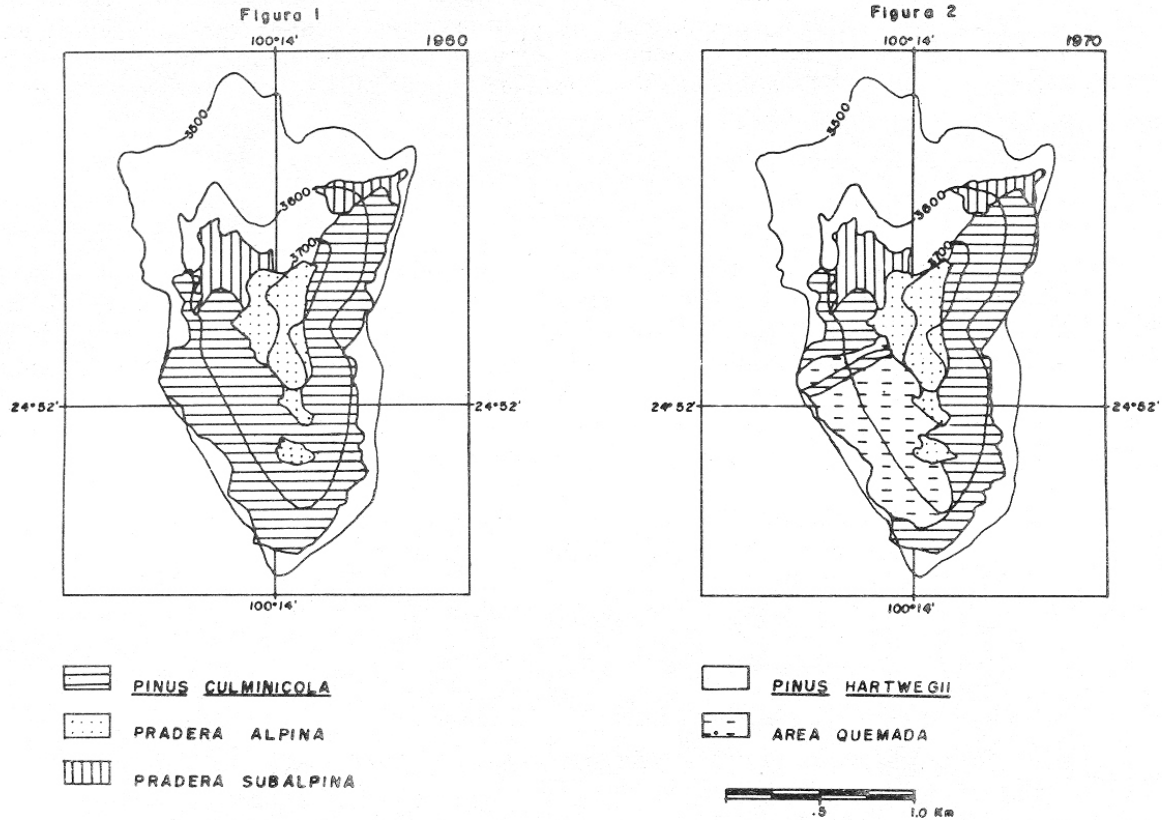 Figura 1
100°14'
1960
3500
3600
3700
24°52'
24°52'
100°14'
PINUS CULMINICOLA
PRADERA ALPINA
PRADERA SUBALPINA
Figura 2
100°14'
1970
3500
3600
3700
24°52'
24°52'
100°14'
PINUS HARTWEGII
AREA QUEMADA
.5 1.0 Km